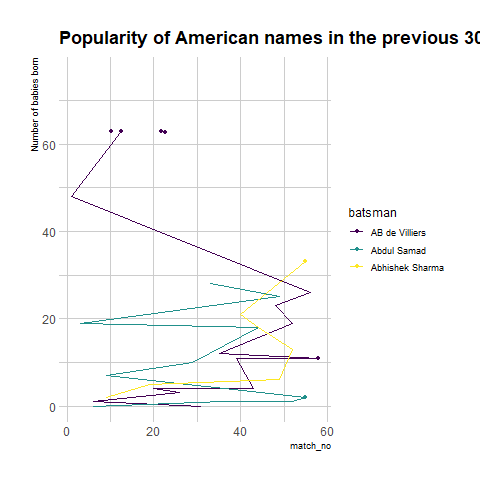 Popularity of American names in the previous 30
Number of babies born
60
40
20
0
0 20 40 60
match_no
batsman
AB de Villiers
Abdul Samad
Abhishek Sharma